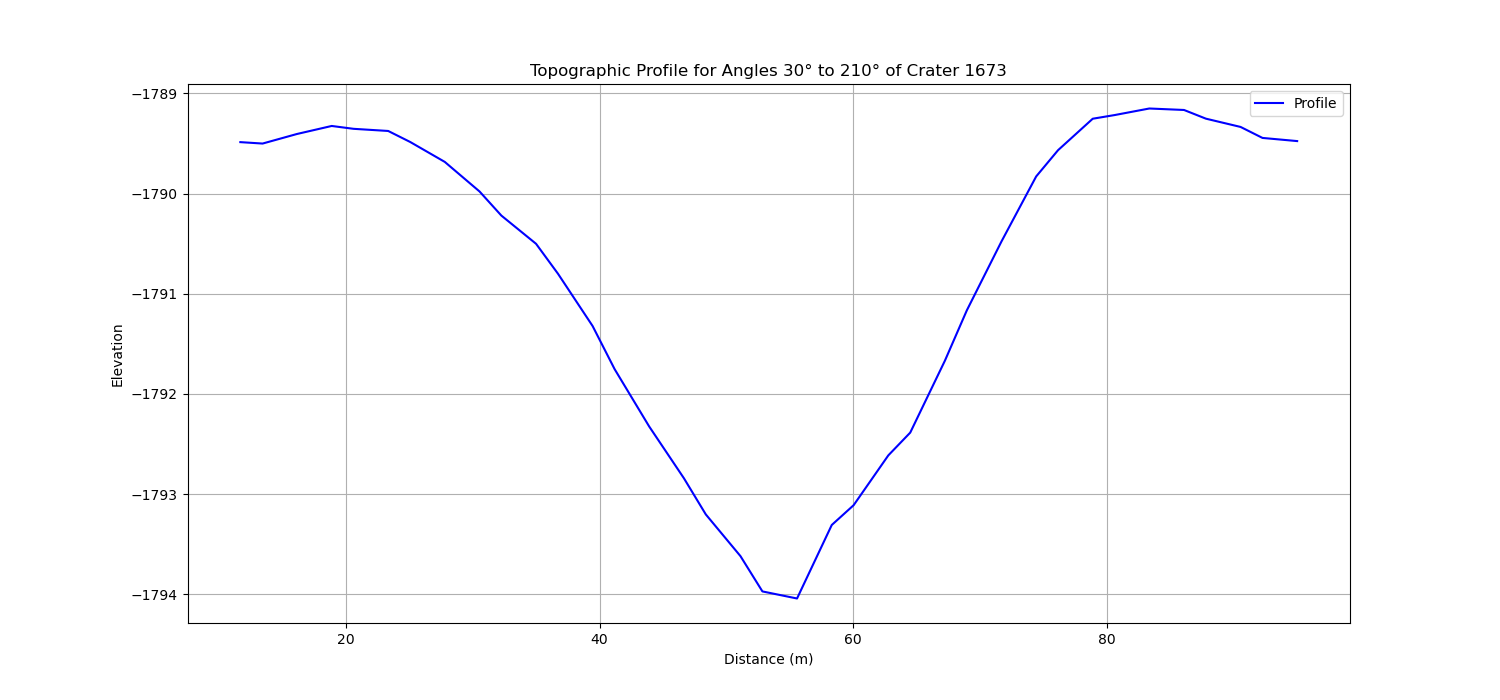 Topographic Profile for Angles 30° to 210° of Crater 1673
Profile
−1789
−1790
−1791
−1792
−1793
−1794
Elevation
20 40 60 80
Distance (m)